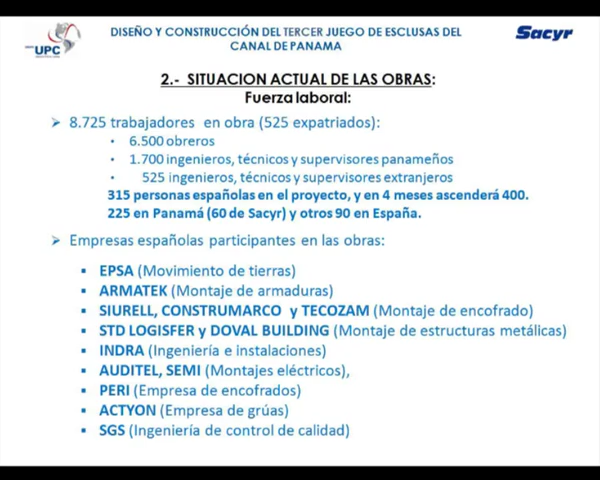 DISEÑO Y CONSTRUCCIÓN DEL TERCER JUEGO DE ESCLUSAS DEL
CANAL DE PANAMA
UPC
Sacyr
2.- SITUACION ACTUAL DE LAS OBRAS:
Fuerza laboral:
➢ 8.725 trabajadores en obra (525 expatriados):
• 6.500 obreros
• 1.700 ingenieros, técnicos y supervisores panameños
• 525 ingenieros, técnicos y supervisores extranjeros
315 personas españolas en el proyecto, y en 4 meses ascenderá 400.
225 en Panamá (60 de Sacyr) y otros 90 en España.
➢ Empresas españolas participantes en las obras:
▪ EPSA (Movimiento de tierras)
▪ ARMATEK (Montaje de armaduras)
▪ SIURELL, CONSTRUMARCO y TECOZAM (Montaje de encofrado)
▪ STD LOGISFER y DOVAL BUILDING (Montaje de estructuras metálicas)
▪ INDRA (Ingeniería e instalaciones)
▪ AUDITEL, SEMI (Montajes eléctricos),
▪ PERI (Empresa de encofrados)
▪ ACTYON (Empresa de grúas)
▪ SGS (Ingeniería de control de calidad)